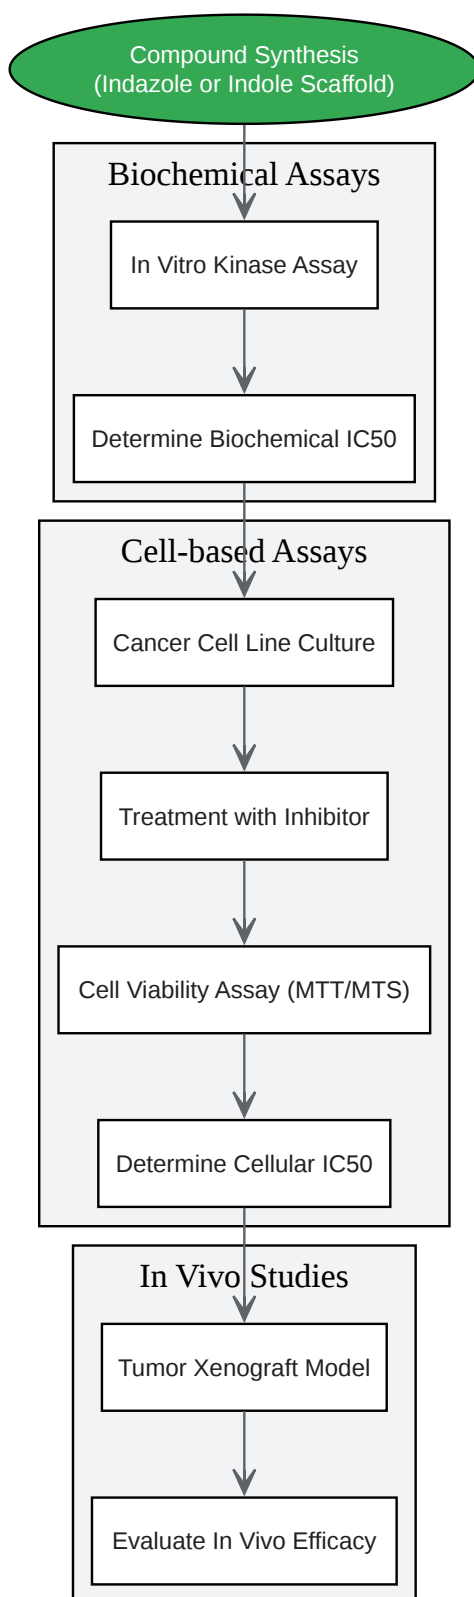 Compound Synthesis
(Indazole or Indole Scaffold)
Biochemical Assays
In Vitro Kinase Assay
Determine Biochemical IC50
Cell-based Assays
Cancer Cell Line Culture
Treatment with Inhibitor
Cell Viability Assay (MTT/MTS)
Determine Cellular IC50
In Vivo Studies
Tumor Xenograft Model
Evaluate In Vivo Efficacy